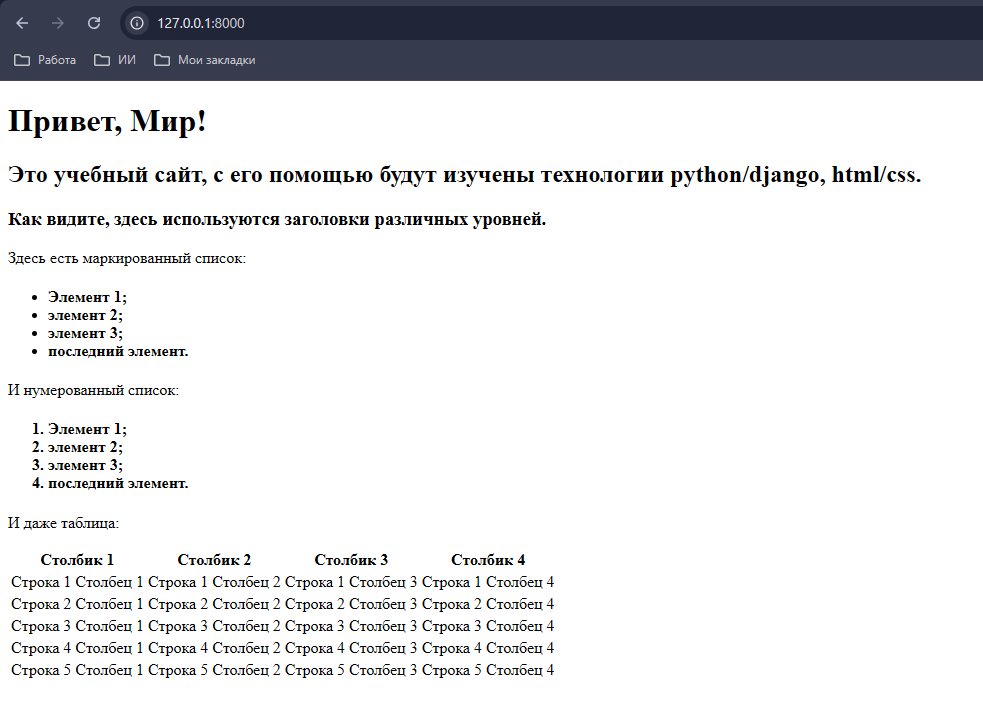 127.0.0.1:8000
Работа ИИ Мои закладки
Привет, Мир!
Это учебный сайт, с его помощью будут изучены технологии python/django, html/css.
Как видите, здесь используются заголовки различных уровней.
Здесь есть маркированный список:
• Элемент 1;
• элемент 2;
• элемент 3;
• последний элемент.
И нумерованный список:
1. Элемент 1;
2. элемент 2;
3. элемент 3;
4. последний элемент.
И даже таблица:
Столбик 1 Столбик 2 Столбик 3 Столбик 4
Строка 1 Столбец 1 Строка 1 Столбец 2 Строка 1 Столбец 3 Строка 1 Столбец 4
Строка 2 Столбец 1 Строка 2 Столбец 2 Строка 2 Столбец 3 Строка 2 Столбец 4
Строка 3 Столбец 1 Строка 3 Столбец 2 Строка 3 Столбец 3 Строка 3 Столбец 4
Строка 4 Столбец 1 Строка 4 Столбец 2 Строка 4 Столбец 3 Строка 4 Столбец 4
Строка 5 Столбец 1 Строка 5 Столбец 2 Строка 5 Столбец 3 Строка 5 Столбец 4